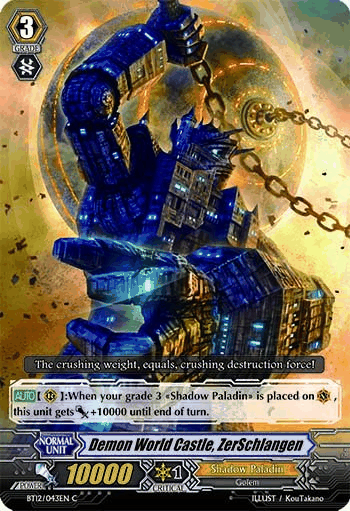 3
GRADE
The crushing weight, equals, crushing destruction force!
AUTO [ ]:When your grade 3 «Shadow Paladin» is placed on ,
this unit gets +10000 until end of turn.
NORMAL
UNIT
Demon World Castle, ZerSchlangen
POWER
10000
1
CRITICAL
Shadow Paladin
Golem
BT12/043EN C
ILLUST / KouTakano